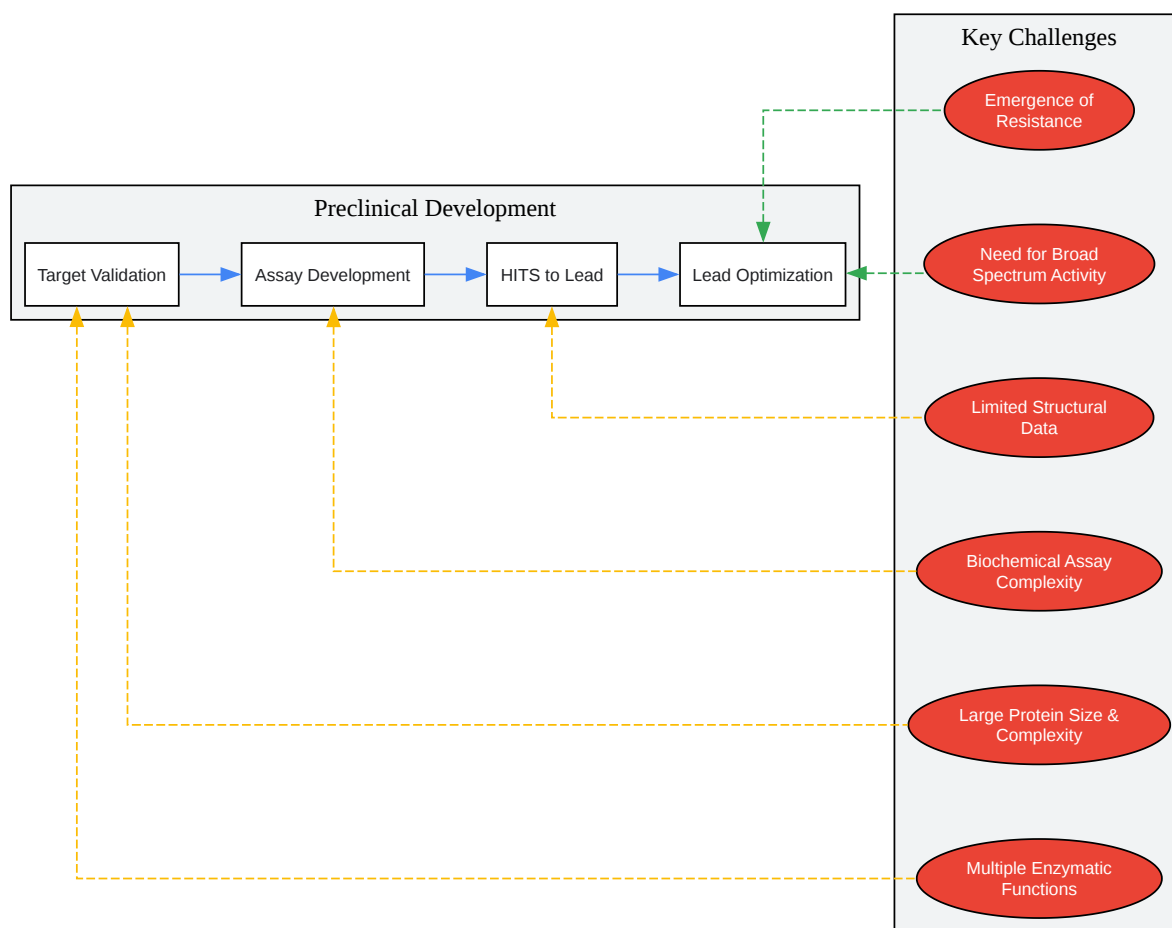 Key Challenges
Emergence of
Resistance
Preclinical Development
Target Validation
Assay Development
HITS to Lead
Lead Optimization
Need for Broad
Spectrum Activity
Limited Structural
Data
Biochemical Assay
Complexity
Large Protein Size &
Complexity
Multiple Enzymatic
Functions